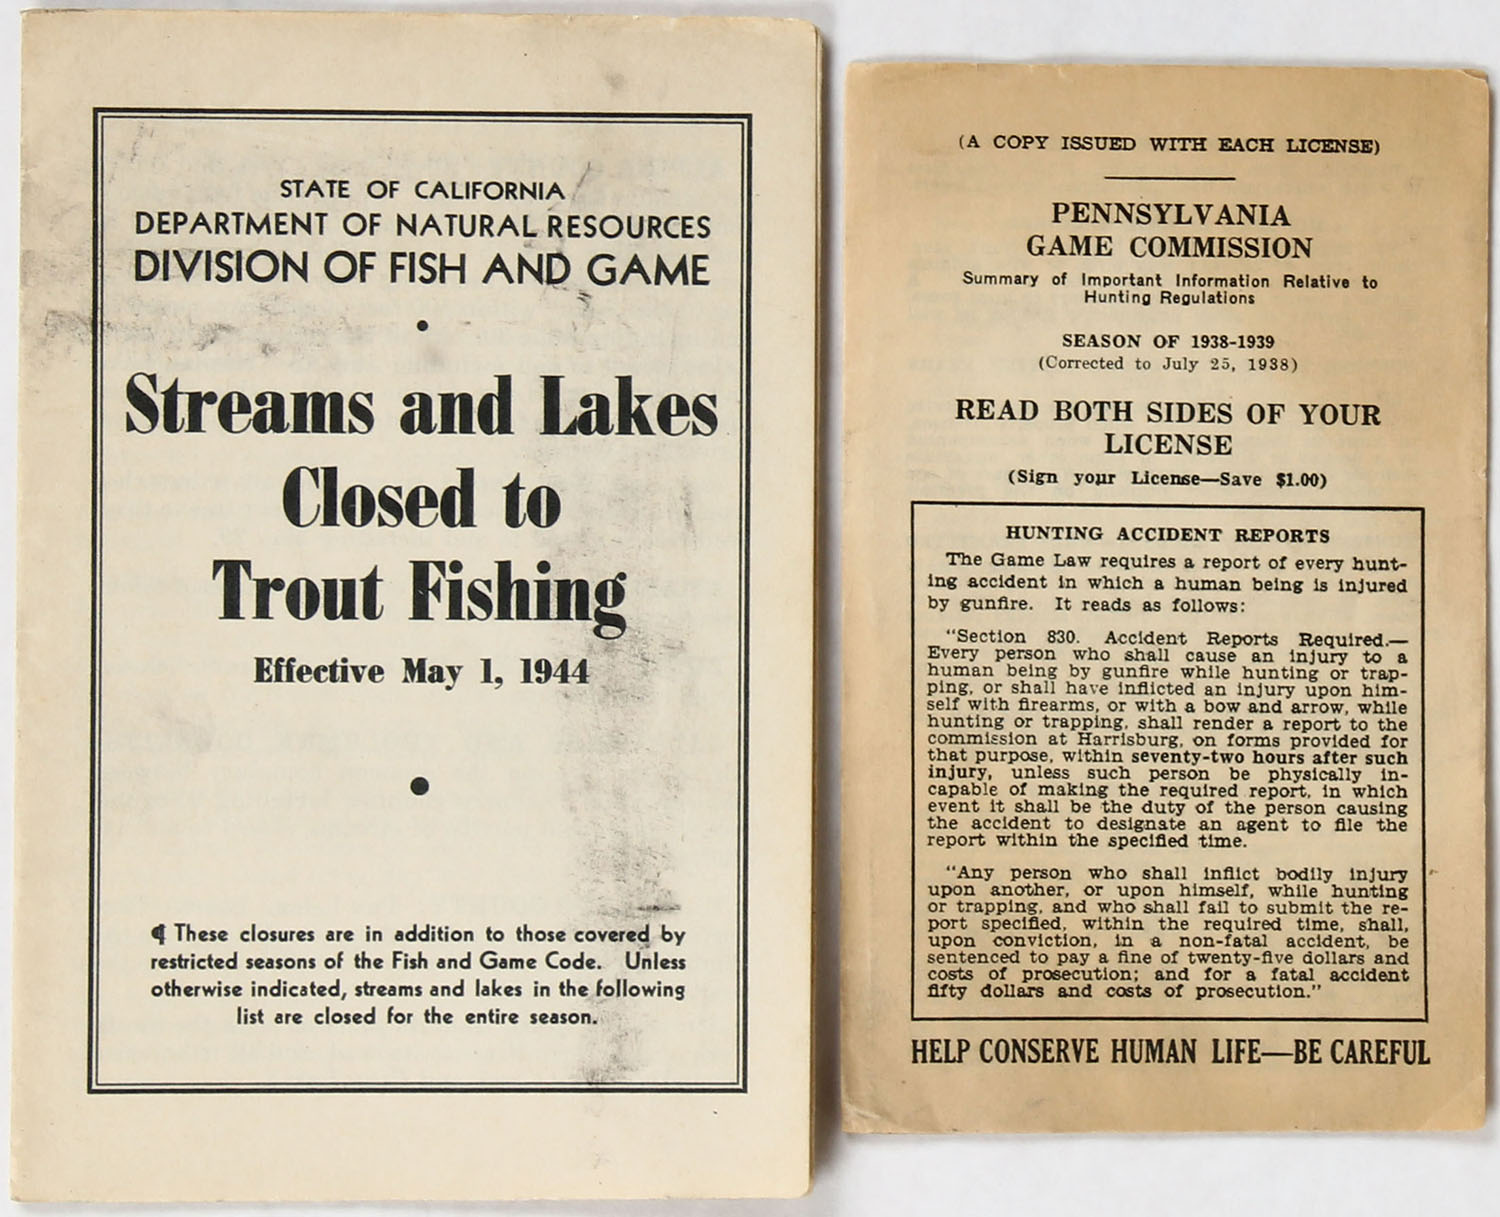 STATE OF CALIFORNIA
DEPARTMENT OF NATURAL RESOURCES
DIVISION OF FISH AND GAME
•
Streams and Lakes
Closed to
Trout Fishing
Effective May 1, 1944
•
¶ These closures are in addition to those covered by
restricted seasons of the Fish and Game Code. Unless
otherwise indicated, streams and lakes in the following
list are closed for the entire season.
(A COPY ISSUED WITH EACH LICENSE)
PENNSYLVANIA
GAME COMMISSION
Summary of Important Information Relative to
Hunting Regulations
SEASON OF 1938-1939
(Corrected to July 25, 1938)
READ BOTH SIDES OF YOUR
LICENSE
(Sign your License—Save $1.00)
HUNTING ACCIDENT REPORTS
The Game Law requires a report of every hunt-
ing accident in which a human being is injured
by gunfire. It reads as follows:
"Section 830. Accident Reports Required.—
Every person who shall cause an injury to a
human being by gunfire while hunting or trap-
ping, or shall have inflicted an injury upon him-
self with firearms, or with a bow and arrow, while
hunting or trapping, shall render a report to the
commission at Harrisburg, on forms provided for
that purpose, within seventy-two hours after such
injury, unless such person be physically in-
capable of making the required report, in which
event it shall be the duty of the person causing
the accident to designate an agent to file the
report within the specified time.
"Any person who shall inflict bodily injury
upon another, or upon himself, while hunting
or trapping, and who shall fail to submit the re-
port specified, within the required time, shall,
upon conviction, in a non-fatal accident, be
sentenced to pay a fine of twenty-five dollars and
costs of prosecution; and for a fatal accident
fifty dollars and costs of prosecution."
HELP CONSERVE HUMAN LIFE—BE CAREFUL